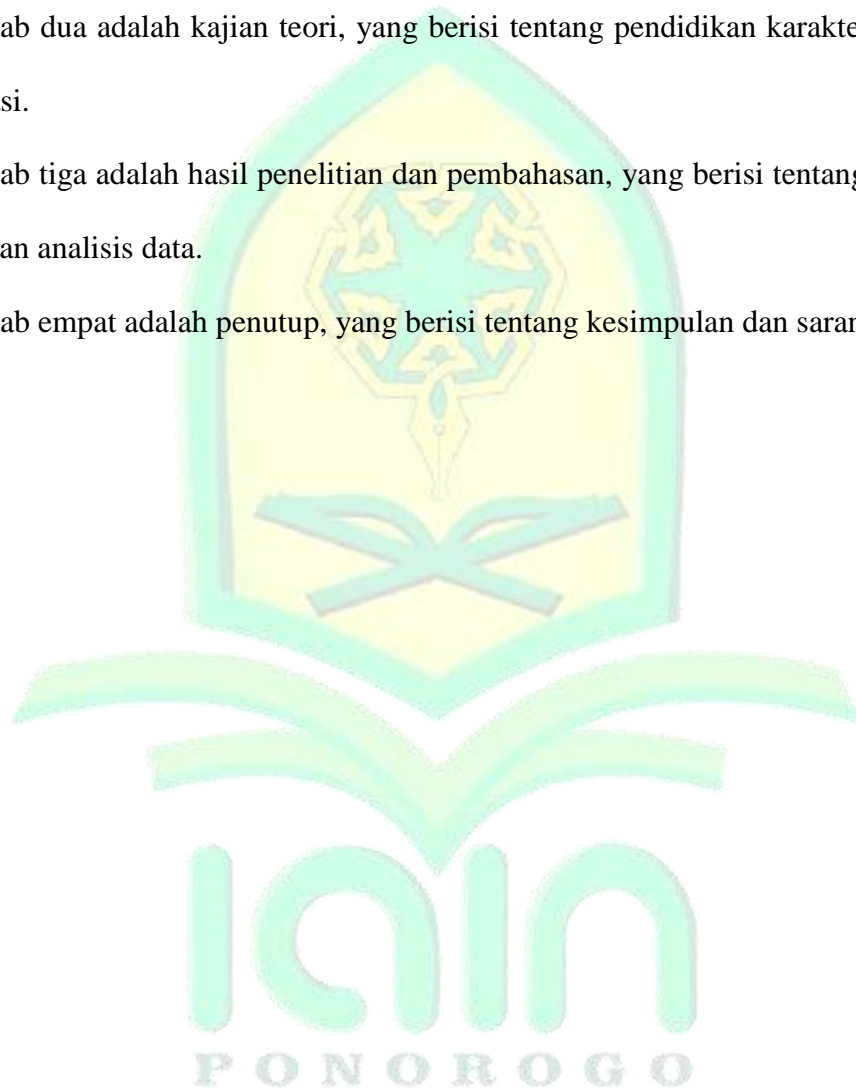 ab dua adalah kajian teori, yang berisi tentang pendidikan karakte
si.
ab tiga adalah hasil penelitian dan pembahasan, yang berisi tentang
an analisis data.
ab empat adalah penutup, yang berisi tentang kesimpulan dan saran
iain
PONOROGO